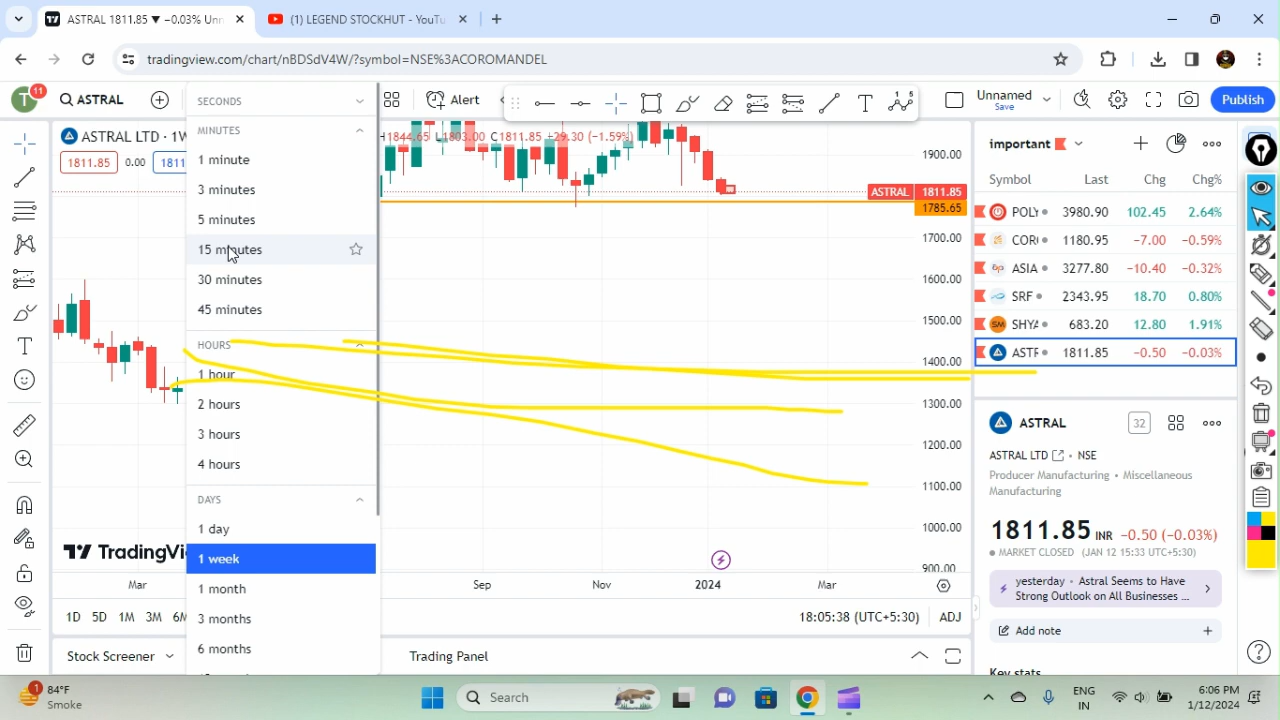 ASTRAL 1811.85 ▼ −0.03% Unn
(1) LEGEND STOCKHUT - YouTu
tradingview.com/chart/nBDSdV4W/?symbol=NSE%3ACOROMANDEL
T 11
ASTRAL
Alert
Unnamed
Save
Publish
ASTRAL LTD · 1W
H1844.65 L1803.00 C1811.85 −29.30 (−1.59%)
1811.85
0.00
1811
SECONDS
MINUTES
1 minute
3 minutes
5 minutes
15 minutes
30 minutes
45 minutes
HOURS
1 hour
2 hours
3 hours
4 hours
DAYS
1 day
1 week
1 month
3 months
6 months
1900.00
ASTRAL 1811.85
1785.65
1700.00
1600.00
1500.00
1400.00
1300.00
1200.00
1100.00
1000.00
900.00
TradingVi
Mar
Sep
Nov
2024
Mar
1D 5D 1M 3M 6M
18:05:38 (UTC+5:30)
ADJ
Stock Screener
Trading Panel
important
Symbol Last Chg Chg%
POLY 3980.90 102.45 2.64%
CORO 1180.95 −7.00 −0.59%
ASIA 3277.80 −10.40 −0.32%
SRF 2343.95 18.70 0.80%
SHYA 683.20 12.80 1.91%
ASTR 1811.85 −0.50 −0.03%
ASTRAL
32
ASTRAL LTD • NSE
Producer Manufacturing • Miscellaneous
Manufacturing
1811.85 INR −0.50 (−0.03%)
MARKET CLOSED (JAN 12 15:33 UTC+5:30)
yesterday • Astral Seems to Have
Strong Outlook on All Businesses ...
Add note
Key stats
84°F
Smoke
1
Search
ENG
IN
6:06 PM
1/12/2024